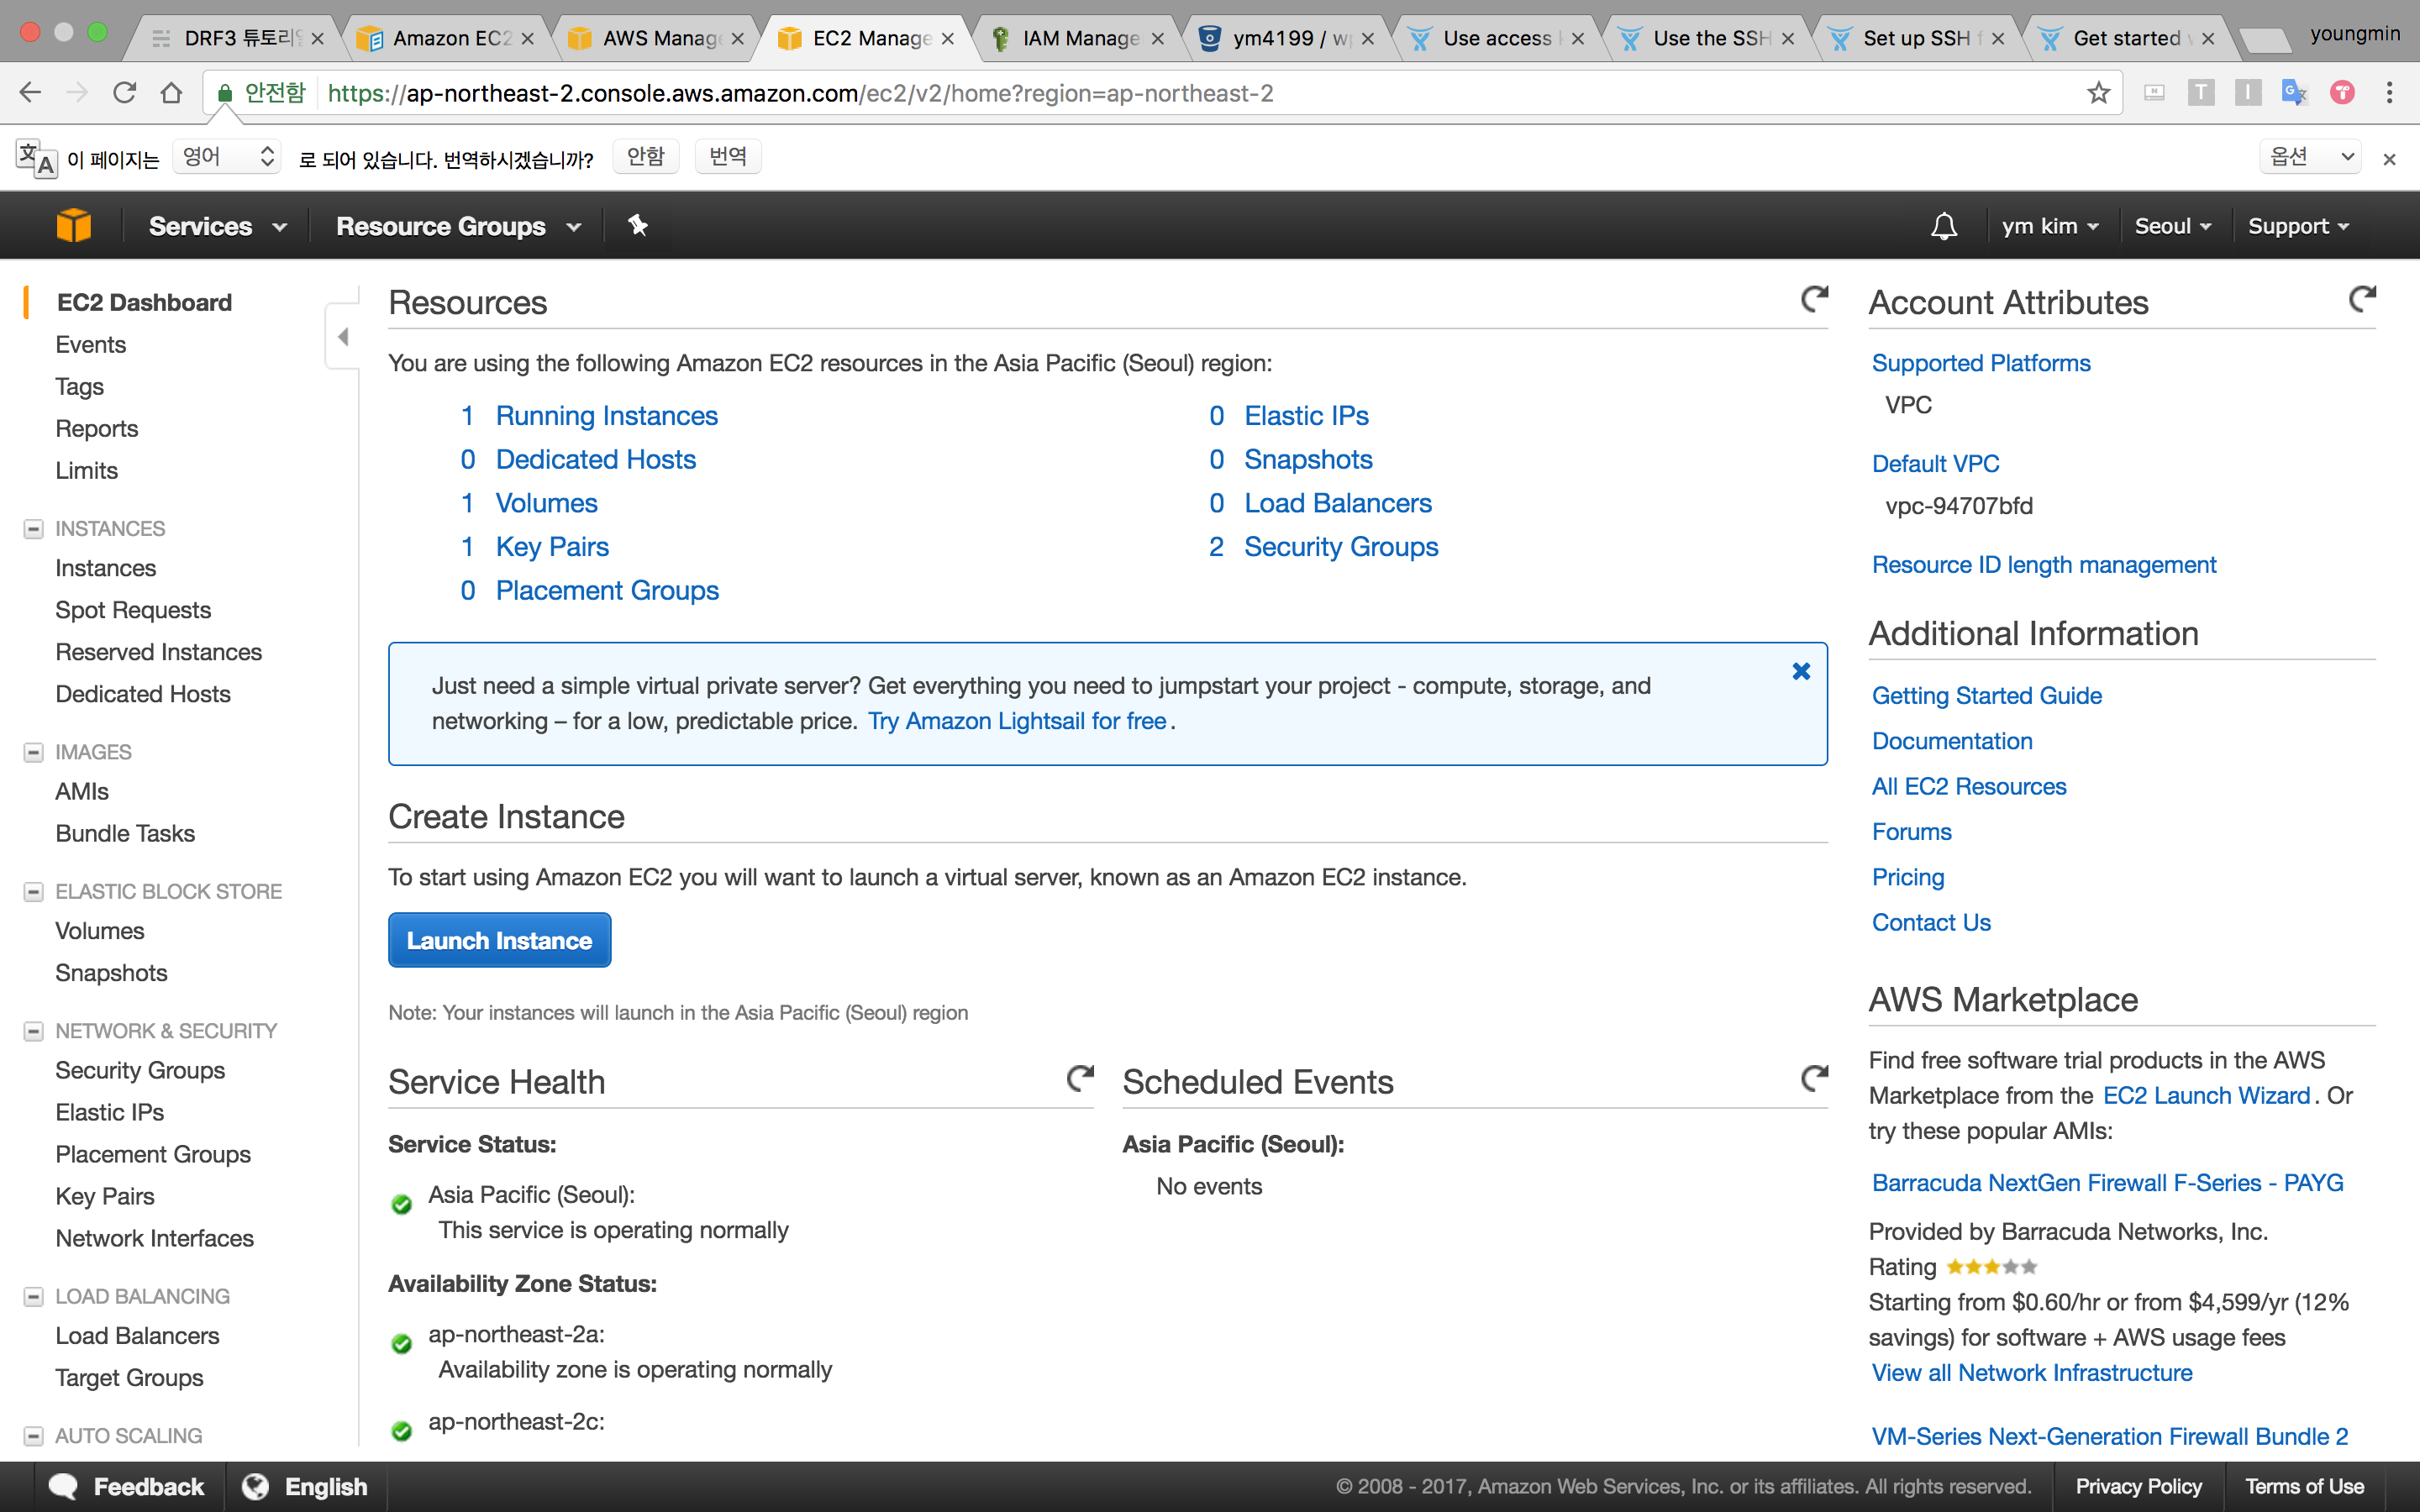 DRF3 튜토리
Amazon EC2
AWS Manag
EC2 Manage
IAM Manage
ym4199 / w
Use access
Use the SSH
Set up SSH f
Get started
youngmin
안전함
https://ap-northeast-2.console.aws.amazon.com/ec2/v2/home?region=ap-northeast-2
이 페이지는 영어 로 되어 있습니다. 번역하시겠습니까? 안함 번역 옵션
Services
Resource Groups
ym kim
Seoul
Support
EC2 Dashboard
Events
Tags
Reports
Limits
INSTANCES
Instances
Spot Requests
Reserved Instances
Dedicated Hosts
IMAGES
AMIs
Bundle Tasks
ELASTIC BLOCK STORE
Volumes
Snapshots
NETWORK & SECURITY
Security Groups
Elastic IPs
Placement Groups
Key Pairs
Network Interfaces
LOAD BALANCING
Load Balancers
Target Groups
AUTO SCALING
Resources
You are using the following Amazon EC2 resources in the Asia Pacific (Seoul) region:
1 Running Instances
0 Dedicated Hosts
1 Volumes
1 Key Pairs
0 Placement Groups
0 Elastic IPs
0 Snapshots
0 Load Balancers
2 Security Groups
Just need a simple virtual private server? Get everything you need to jumpstart your project - compute, storage, and
networking – for a low, predictable price. Try Amazon Lightsail for free.
Create Instance
To start using Amazon EC2 you will want to launch a virtual server, known as an Amazon EC2 instance.
Launch Instance
Note: Your instances will launch in the Asia Pacific (Seoul) region
Service Health
Service Status:
Asia Pacific (Seoul):
This service is operating normally
Availability Zone Status:
ap-northeast-2a:
Availability zone is operating normally
ap-northeast-2c:
Scheduled Events
Asia Pacific (Seoul):
No events
Account Attributes
Supported Platforms
VPC
Default VPC
vpc-94707bfd
Resource ID length management
Additional Information
Getting Started Guide
Documentation
All EC2 Resources
Forums
Pricing
Contact Us
AWS Marketplace
Find free software trial products in the AWS
Marketplace from the EC2 Launch Wizard. Or
try these popular AMIs:
Barracuda NextGen Firewall F-Series - PAYG
Provided by Barracuda Networks, Inc.
Rating
Starting from $0.60/hr or from $4,599/yr (12%
savings) for software + AWS usage fees
View all Network Infrastructure
VM-Series Next-Generation Firewall Bundle 2
Feedback
English
© 2008 - 2017, Amazon Web Services, Inc. or its affiliates. All rights reserved.
Privacy Policy
Terms of Use